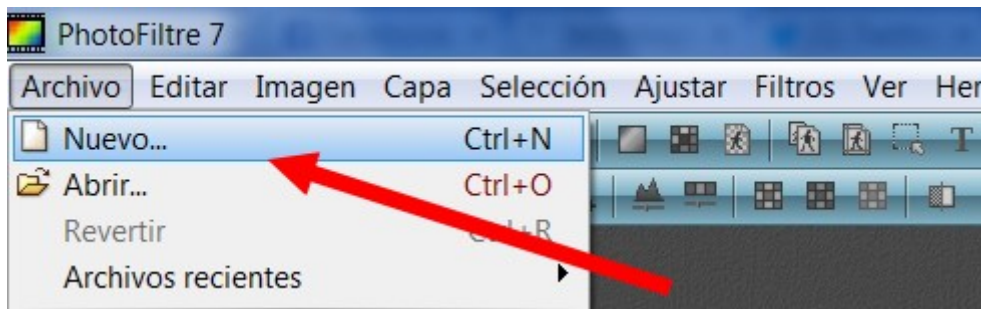 PhotoFiltre 7
Archivo Editar Imagen Capa Selección Ajustar Filtros Ver
Nuevo... Ctrl+N
T
Abrir... Ctrl+O
Revertir
Archivos recientes